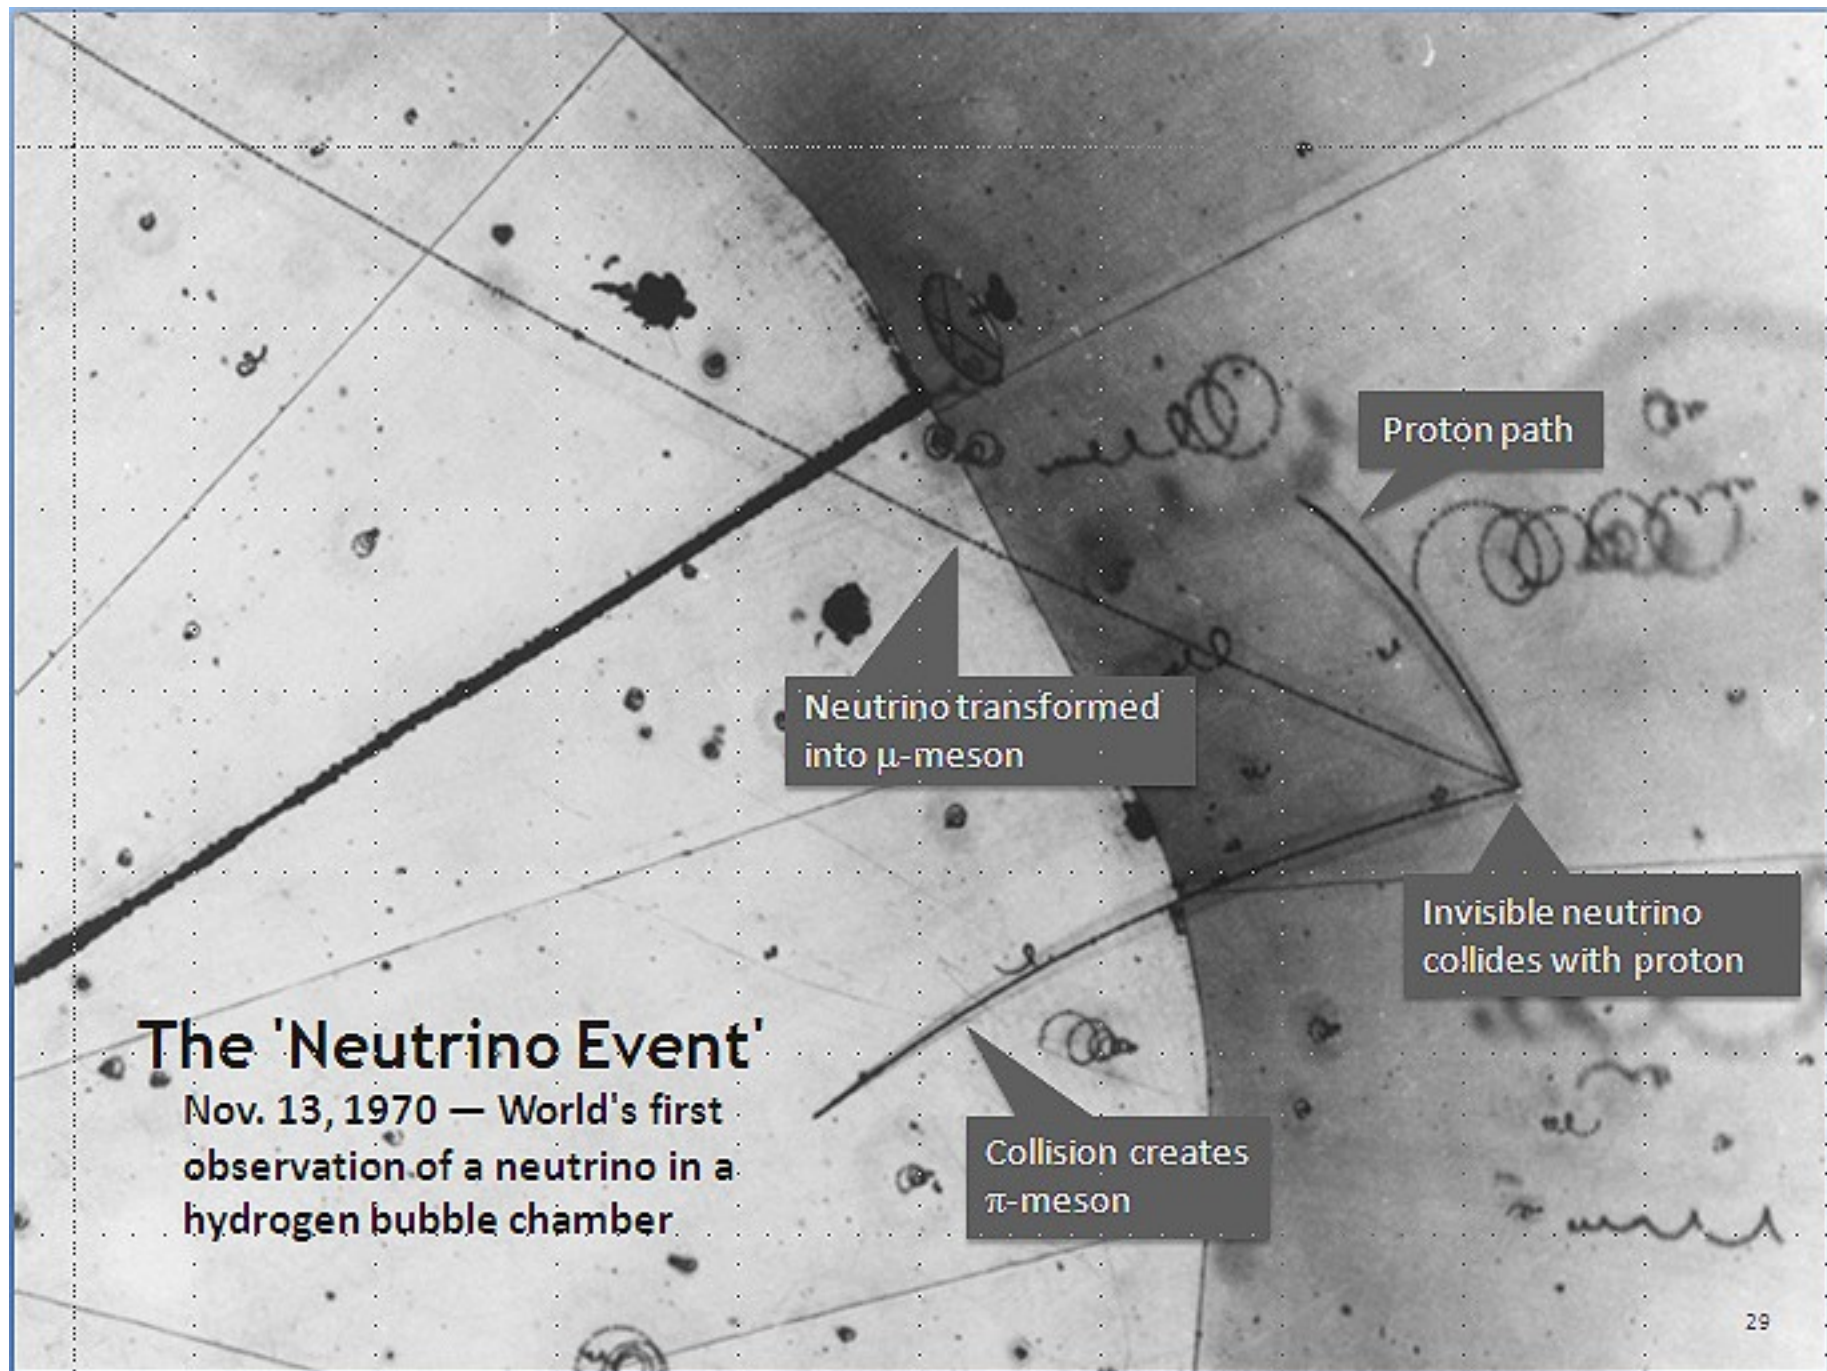 Proton path
Neutrino transformed
into μ-meson
Invisible neutrino
collides with proton
The 'Neutrino Event'
Nov. 13, 1970 — World's first
observation of a neutrino in a
hydrogen bubble chamber
Collision creates
π-meson
29